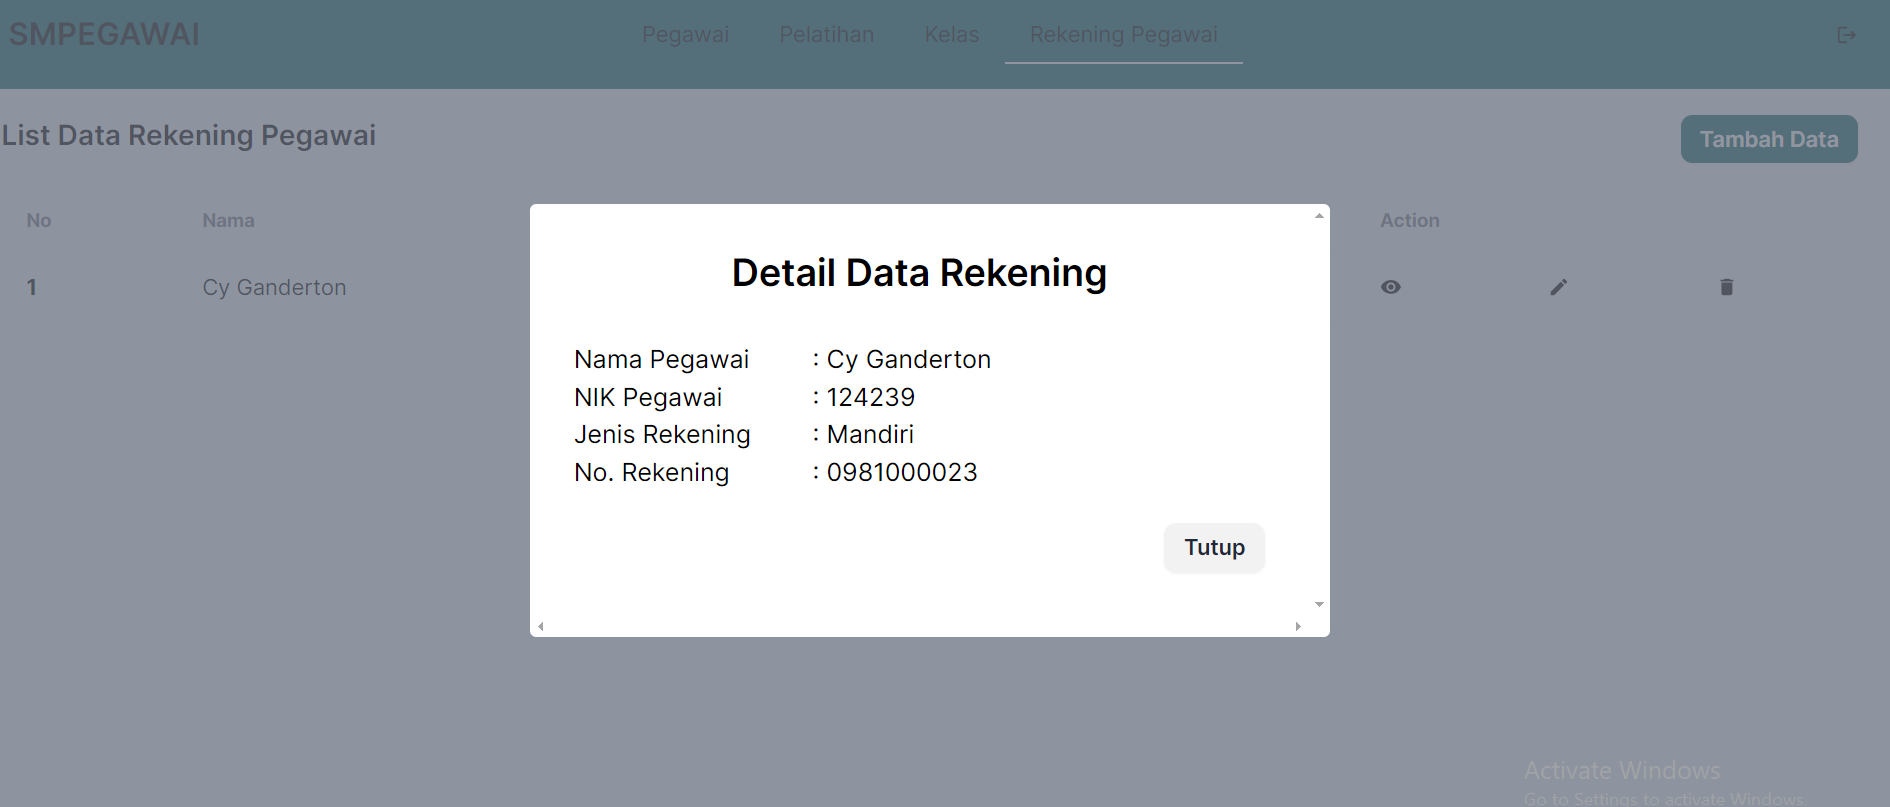 SMPEGAWAI Pegawai Pelatihan Kelas Rekening Pegawai
List Data Rekening Pegawai Tambah Data
No Nama Action
1 Cy Ganderton
Detail Data Rekening
Nama Pegawai : Cy Ganderton
NIK Pegawai : 124239
Jenis Rekening : Mandiri
No. Rekening : 0981000023
Tutup
Activate Windows
Go to Settings to activate Windows.